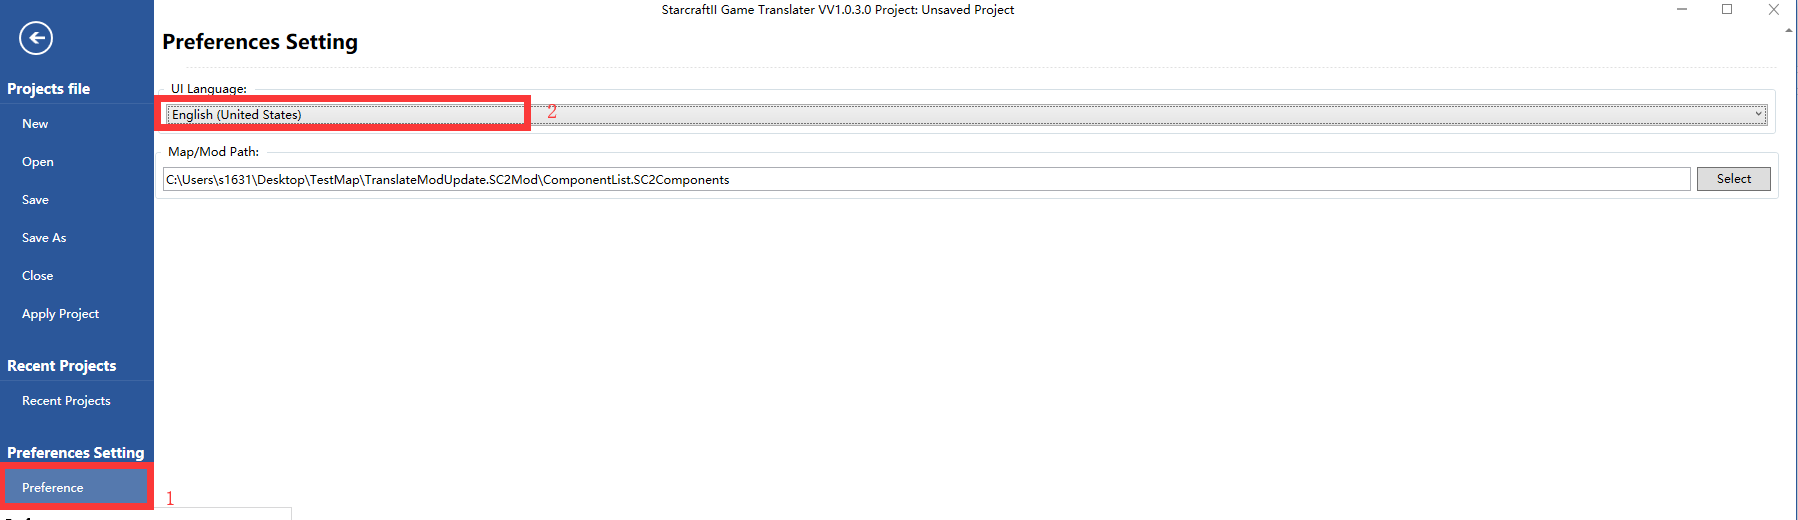 StarcraftII Game Translater VV1.0.3.0 Project: Unsaved Project
Projects file
New
Open
Save
Save As
Close
Apply Project
Recent Projects
Recent Projects
Preferences Setting
Preference
1
Preferences Setting
UI Language:
English (United States)
2
Map/Mod Path:
C:\Users\s1631\Desktop\TestMap\TranslateModUpdate.SC2Mod\ComponentList.SC2Components
Select